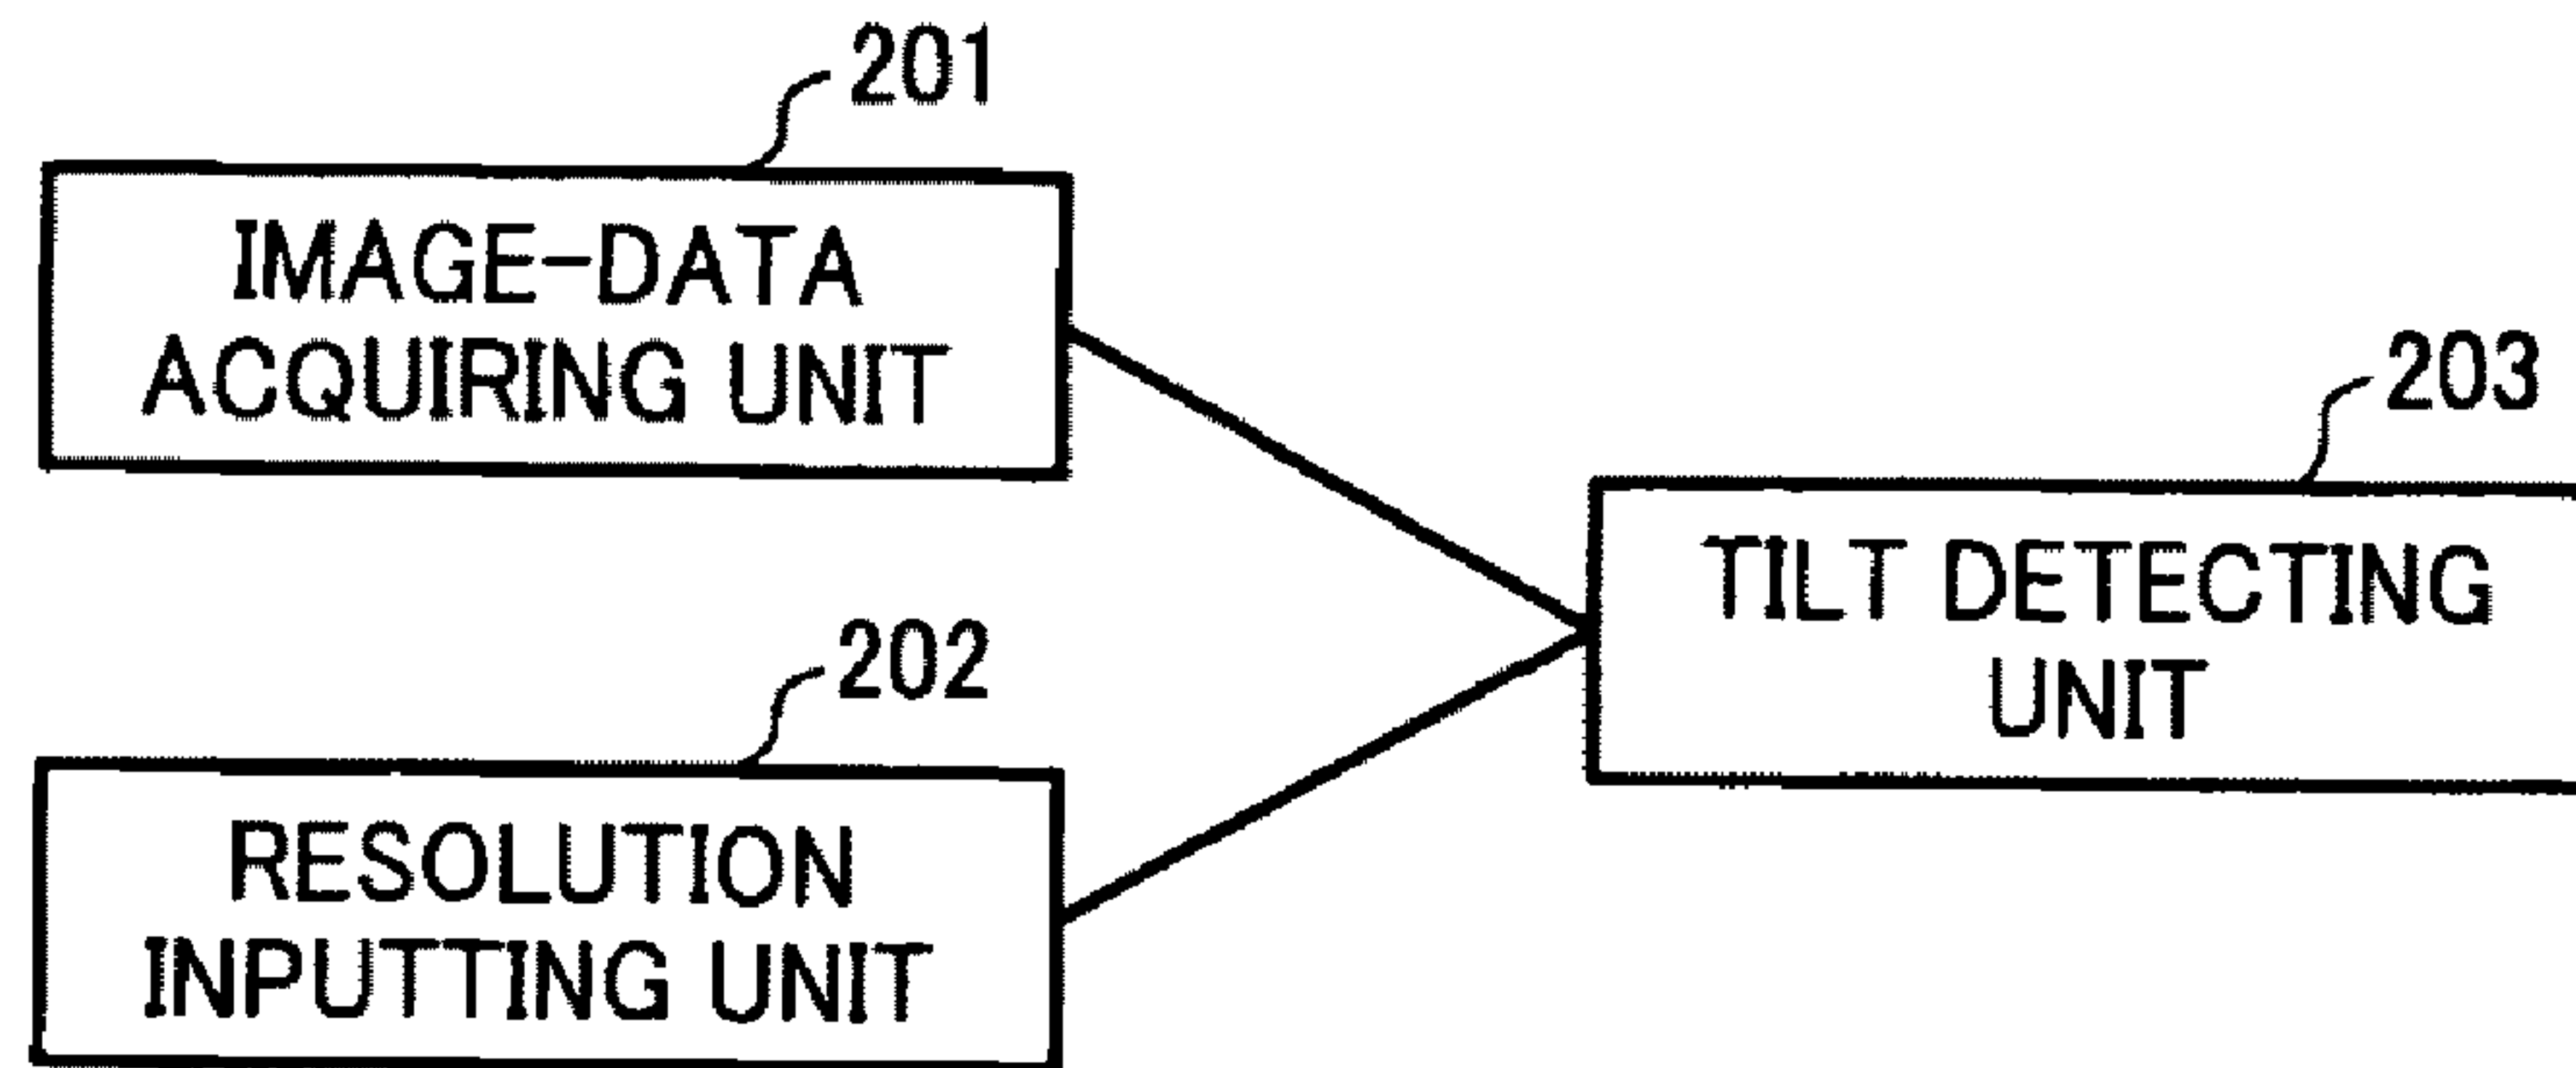 201
IMAGE-DATA
ACQUIRING UNIT
202
RESOLUTION
INPUTTING UNIT
203
TILT DETECTING
UNIT